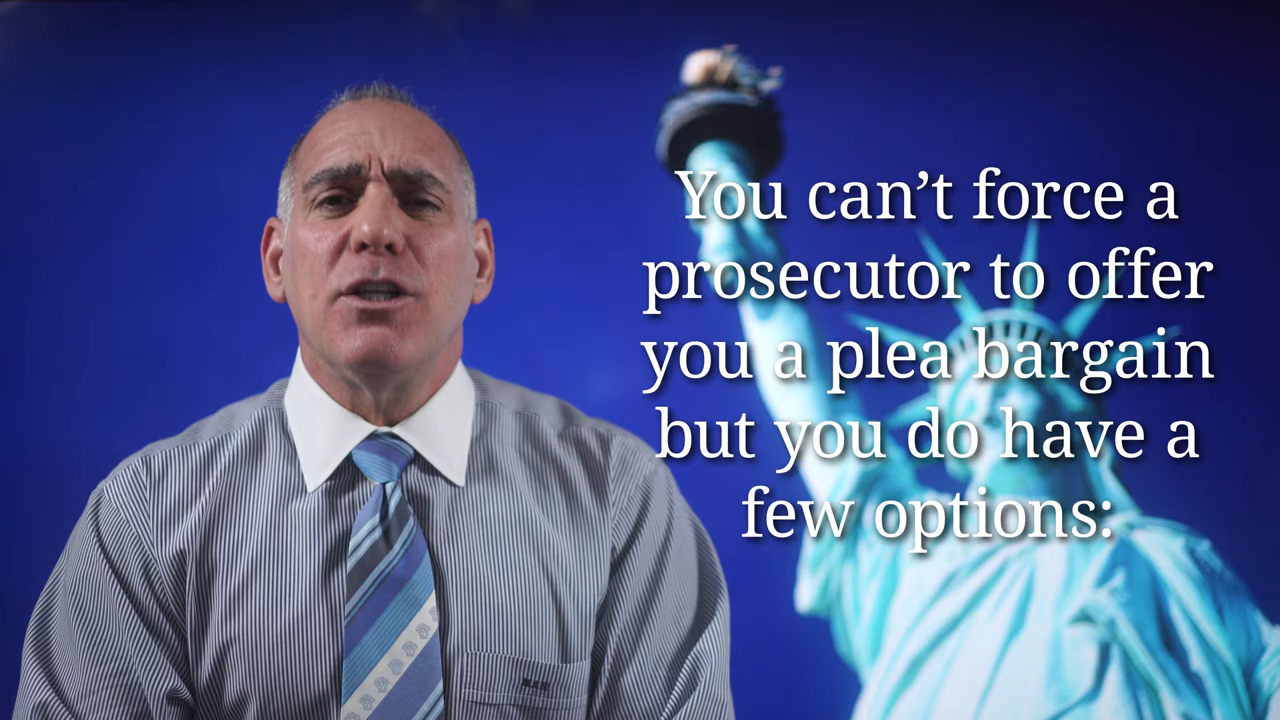 You can’t force a
prosecutor to offer
you a plea bargain
but you do have a
few options: